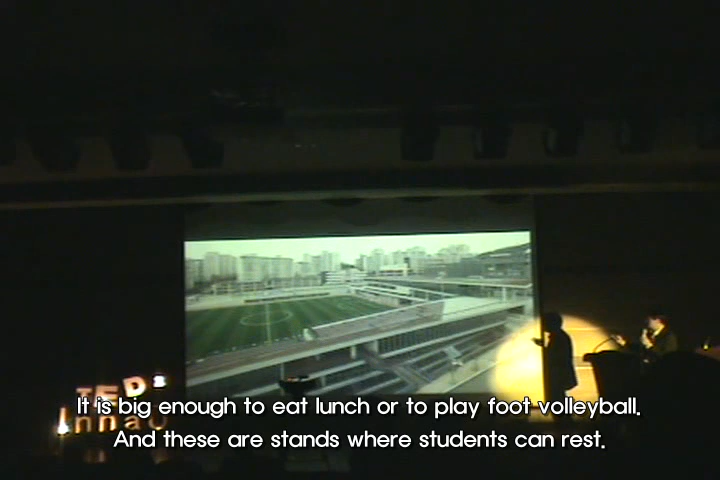 TEDx
It is big enough to eat lunch or to play foot volleyball.
And these are stands where students can rest.